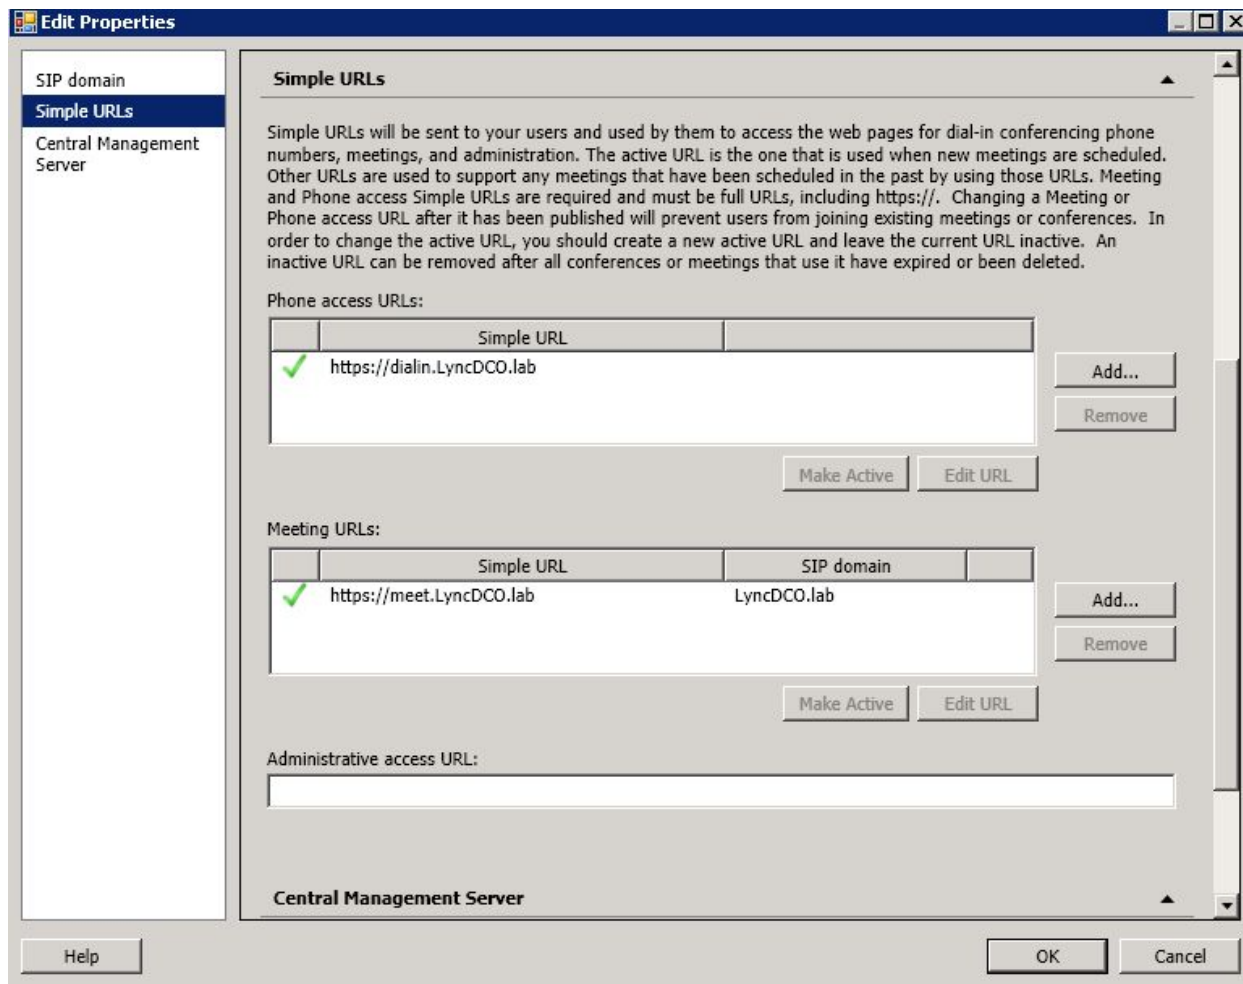 Edit Properties
SIP domain
Simple URLs
Central Management
Server
Simple URLs
Simple URLs will be sent to your users and used by them to access the web pages for dial-in conferencing phone
numbers, meetings, and administration. The active URL is the one that is used when new meetings are scheduled.
Other URLs are used to support any meetings that have been scheduled in the past by using those URLs. Meeting
and Phone access Simple URLs are required and must be full URLs, including https://.  Changing a Meeting or
Phone access URL after it has been published will prevent users from joining existing meetings or conferences.  In
order to change the active URL, you should create a new active URL and leave the current URL inactive.  An
inactive URL can be removed after all conferences or meetings that use it have expired or been deleted.
Phone access URLs:
Simple URL
https://dialin.LyncDCO.lab
Add...
Remove
Make Active Edit URL
Meeting URLs:
Simple URL SIP domain
https://meet.LyncDCO.lab LyncDCO.lab
Add...
Remove
Make Active Edit URL
Administrative access URL:
Central Management Server
Help OK Cancel